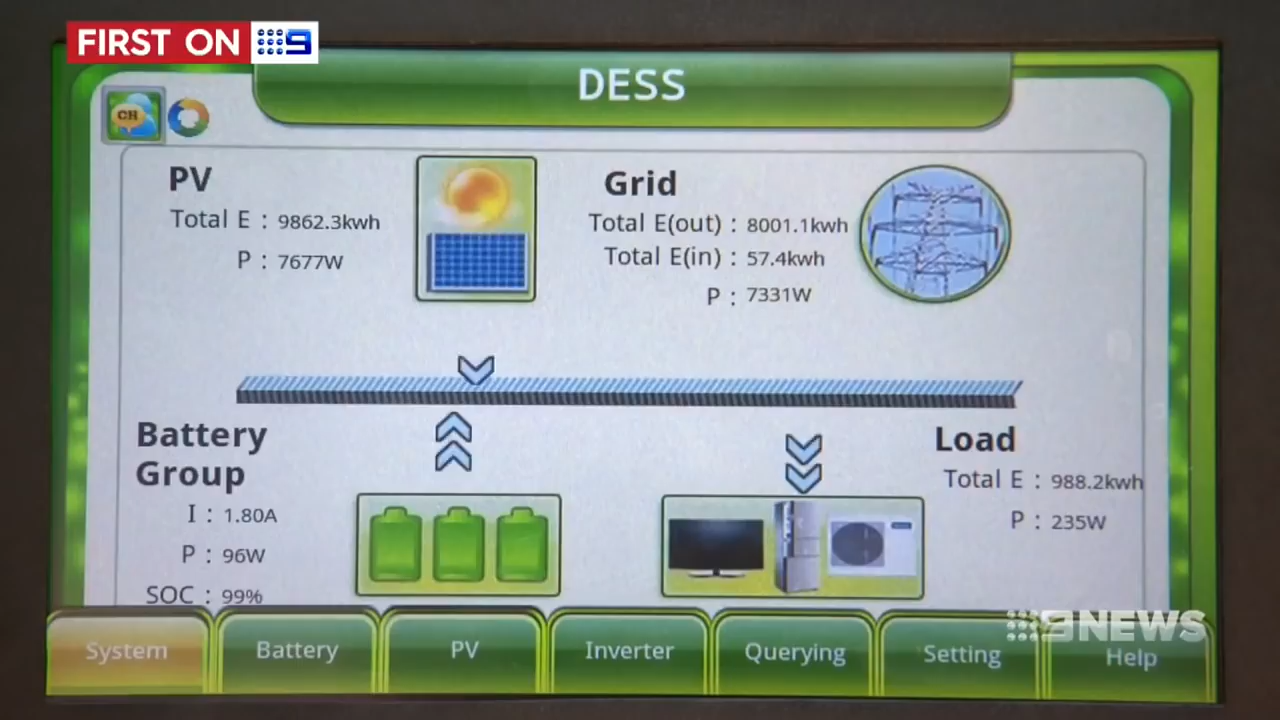 FIRST ON 9
DESS
CH
PV
Total E : 9862.3kwh
P : 7677W
Grid
Total E(out) : 8001.1kwh
Total E(in) : 57.4kwh
P : 7331W
Battery
Group
I : 1.80A
P : 96W
SOC : 99%
Load
Total E : 988.2kwh
P : 235W
9NEWS
System
Battery
PV
Inverter
Querying
Setting
Help